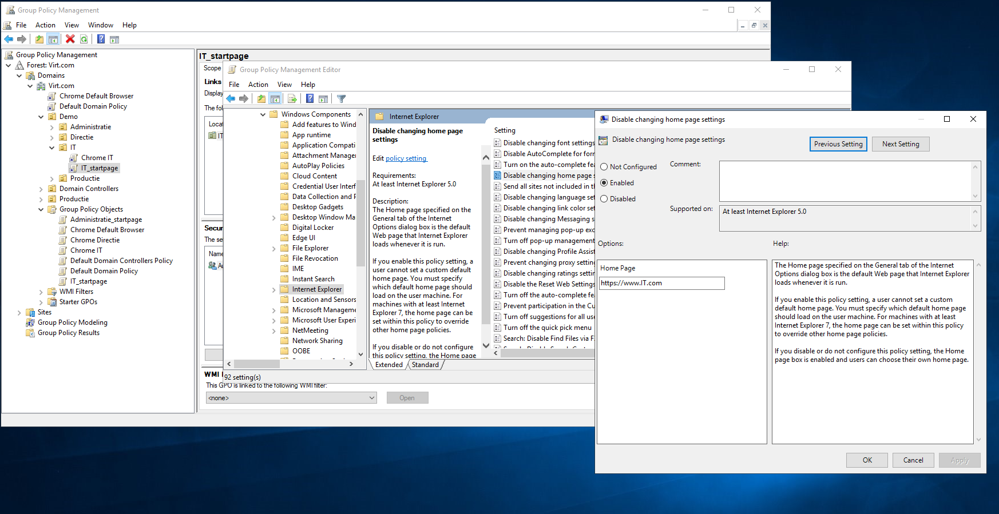 Group Policy Management
File Action View Window Help
Group Policy Management
Forest: Virt.com
Domains
Virt.com
Chrome Default Browser
Default Domain Policy
Demo
Administratie
Directie
IT
Chrome IT
IT_startpage
Productie
Domain Controllers
Productie
Group Policy Objects
Administratie_startpage
Chrome Default Browser
Chrome Directie
Chrome IT
Default Domain Controllers Policy
Default Domain Policy
IT_startpage
WMI Filters
Starter GPOs
Sites
Group Policy Modeling
Group Policy Results
IT_startpage
Scope
Links
Display
The fol
Locat
IT
Secur
The se
Name
Au
WMI
This GPO is linked to the following WMI filter:
<none>
Open
Group Policy Management Editor
File Action View Help
Windows Components
Add features to Wind
App runtime
Application Compati
Attachment Manager
AutoPlay Policies
Cloud Content
Credential User Interf
Data Collection and P
Desktop Gadgets
Desktop Window Ma
Digital Locker
Edge UI
File Explorer
File Revocation
IME
Instant Search
Internet Explorer
Location and Sensors
Microsoft Manageme
Microsoft User Experi
NetMeeting
Network Sharing
OOBE
92 setting(s)
Internet Explorer
Disable changing home page
settings
Edit policy setting
Requirements:
At least Internet Explorer 5.0
Description:
The Home page specified on the
General tab of the Internet
Options dialog box is the default
Web page that Internet Explorer
loads whenever it is run.
If you enable this policy setting, a
user cannot set a custom default
home page. You must specify
which default home page should
load on the user machine. For
machines with at least Internet
Explorer 7, the home page can be
set within this policy to override
other home page policies.
If you disable or do not configure
this policy setting, the Home page
Setting
Disable changing font settings
Disable AutoComplete for forr
Turn on the auto-complete fea
Disable changing home page s
Send all sites not included in th
Disable changing language set
Disable changing link color set
Disable changing Messaging s
Prevent managing pop-up exc
Turn off pop-up management
Disable changing Profile Assist
Prevent changing proxy setting
Disable changing ratings settin
Disable the Reset Web Settings
Turn off the auto-complete fea
Prevent participation in the Cu
Turn off suggestions for all use
Turn off the quick pick menu
Search: Disable Find Files via F
Extended Standard
Disable changing home page settings
Disable changing home page settings
Previous Setting Next Setting
Not Configured
Enabled
Disabled
Comment:
Supported on:
At least Internet Explorer 5.0
Options:
Help:
Home Page
https://www.IT.com
The Home page specified on the General tab of the Internet
Options dialog box is the default Web page that Internet Explorer
loads whenever it is run.
If you enable this policy setting, a user cannot set a custom
default home page. You must specify which default home page
should load on the user machine. For machines with at least
Internet Explorer 7, the home page can be set within this policy
to override other home page policies.
If you disable or do not configure this policy setting, the Home
page box is enabled and users can choose their own home page.
OK Cancel Apply